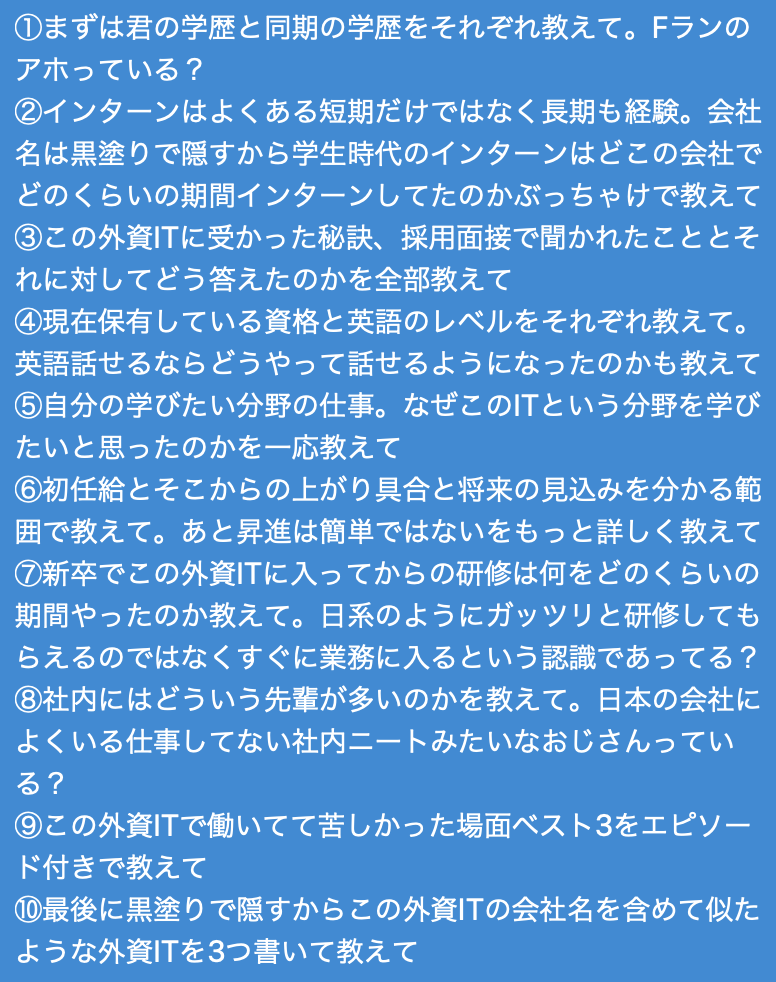 ①まずは君の学歴と同期の学歴をそれぞれ教えて。Fランの
アホっている？
②インターンはよくある短期だけではなく長期も経験。会社
名は黒塗りで隠すから学生時代のインターンはどこの会社で
どのくらいの期間インターンしてたのかぶっちゃけで教えて
③この外資ITに受かった秘訣、採用面接で聞かれたこととそ
れに対してどう答えたのかを全部教えて
④現在保有している資格と英語のレベルをそれぞれ教えて。
英語話せるならどうやって話せるようになったのかも教えて
⑤自分の学びたい分野の仕事。なぜこのITという分野を学び
たいと思ったのかを一応教えて
⑥初任給とそこからの上がり具合と将来の見込みを分かる範
囲で教えて。あと昇進は簡単ではないをもっと詳しく教えて
⑦新卒でこの外資ITに入ってからの研修は何をどのくらいの
期間やったのか教えて。日系のようにガッツリと研修しても
らえるのではなくすぐに業務に入るという認識であってる？
⑧社内にはどういう先輩が多いのかを教えて。日本の会社に
よくいる仕事してない社内ニートみたいなおじさんってい
る？
⑨この外資ITで働いてて苦しかった場面ベスト3をエピソー
ド付きで教えて
⑩最後に黒塗りで隠すからこの外資ITの会社名を含めて似た
ような外資ITを3つ書いて教えて